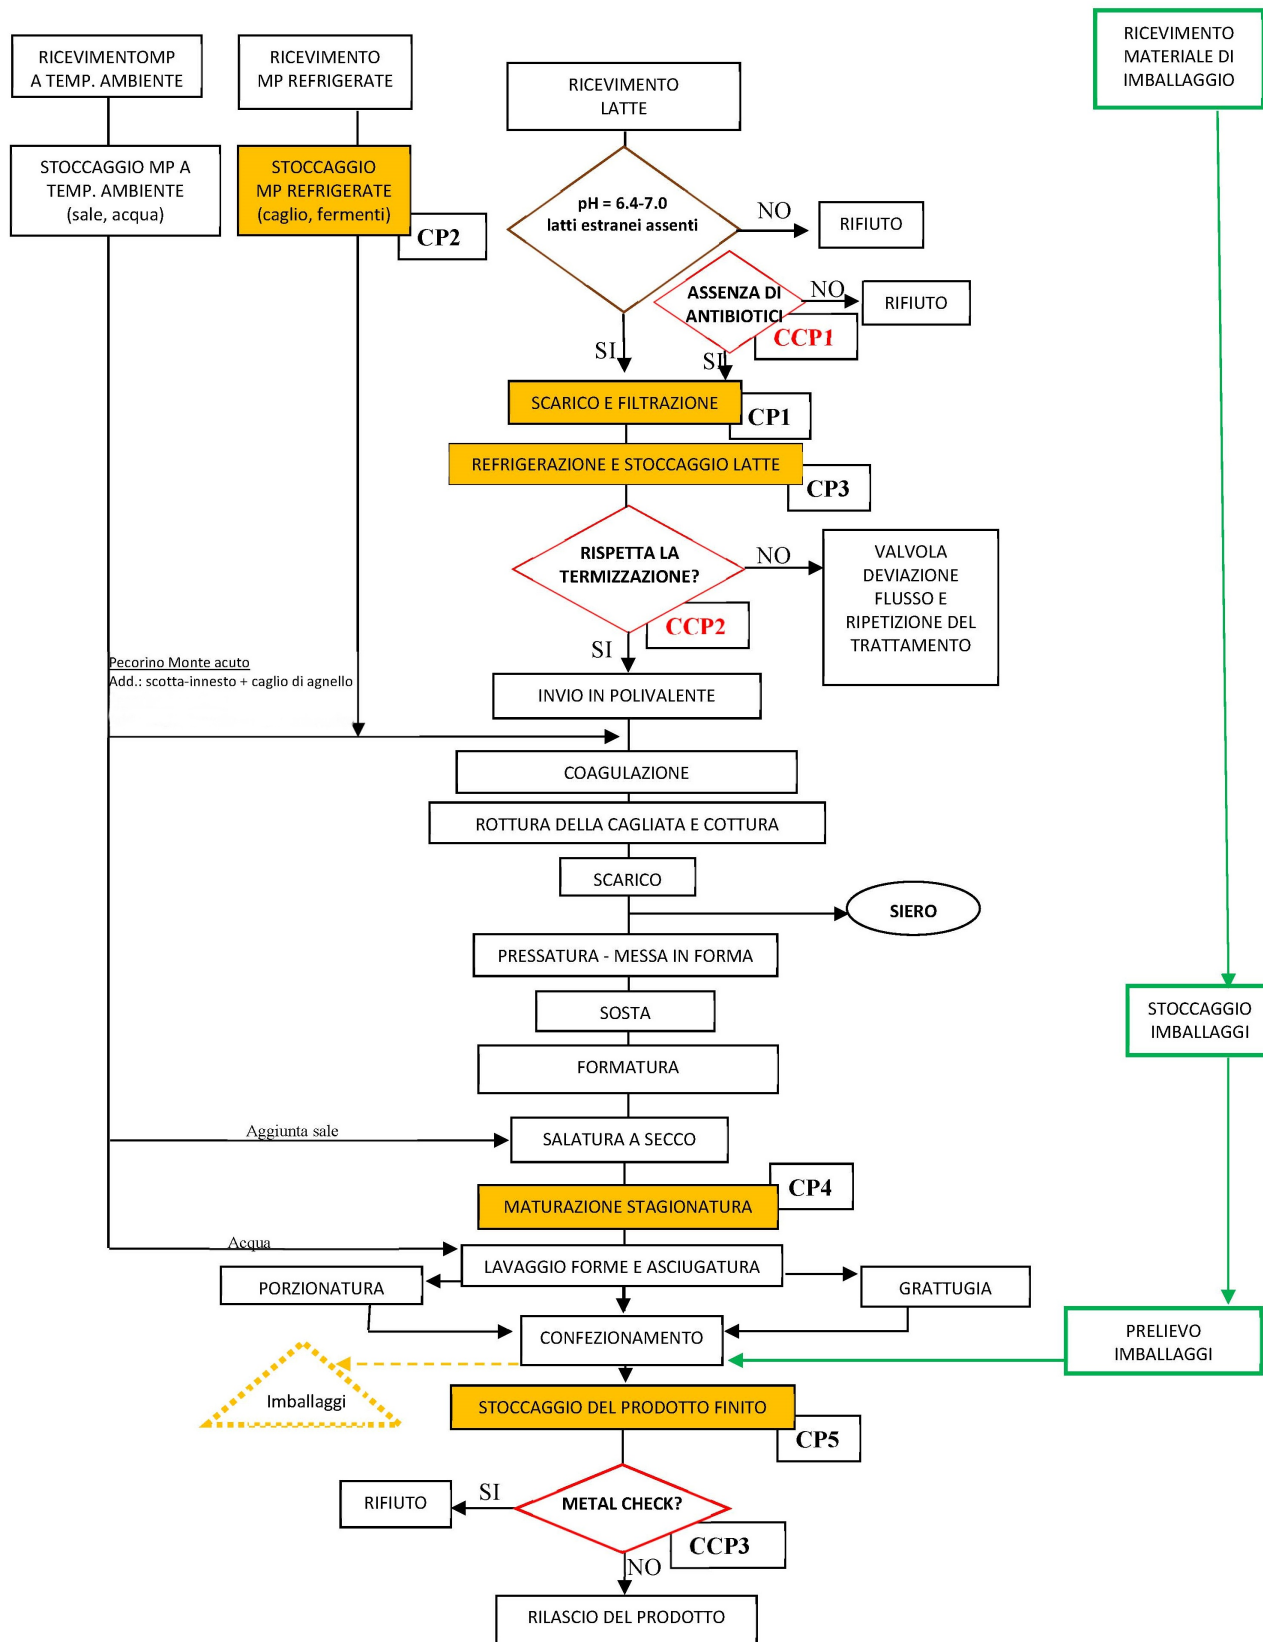 RICEVIMENTOMP
A TEMP. AMBIENTE
RICEVIMENTO
MP REFRIGERATE
RICEVIMENTO
LATTE
RICEVIMENTO
MATERIALE DI
IMBALLAGGIO
STOCCAGGIO MP A
TEMP. AMBIENTE
(sale, acqua)
STOCCAGGIO
MP REFRIGERATE
(caglio, fermenti)
CP2
pH = 6.4-7.0
latti estranei assenti
NO
RIFIUTO
ASSENZA DI
ANTIBIOTICI
NO
RIFIUTO
CCP1
SI
SI
SCARICO E FILTRAZIONE
CP1
REFRIGERAZIONE E STOCCAGGIO LATTE
CP3
RISPETTA LA
TERMIZZAZIONE?
NO
VALVOLA
DEVIAZIONE
FLUSSO E
RIPETIZIONE DEL
TRATTAMENTO
CCP2
SI
Pecorino Monte acuto
Add.: scotta-innesto + caglio di agnello
INVIO IN POLIVALENTE
COAGULAZIONE
ROTTURA DELLA CAGLIATA E COTTURA
SCARICO
SIERO
PRESSATURA - MESSA IN FORMA
SOSTA
STOCCAGGIO
IMBALLAGGI
FORMATURA
Aggiunta sale
SALATURA A SECCO
CP4
MATURAZIONE STAGIONATURA
Acqua
LAVAGGIO FORME E ASCIUGATURA
PORZIONATURA
GRATTUGIA
CONFEZIONAMENTO
PRELIEVO
IMBALLAGGI
Imballaggi
STOCCAGGIO DEL PRODOTTO FINITO
CP5
RIFIUTO
SI
METAL CHECK?
CCP3
NO
RILASCIO DEL PRODOTTO